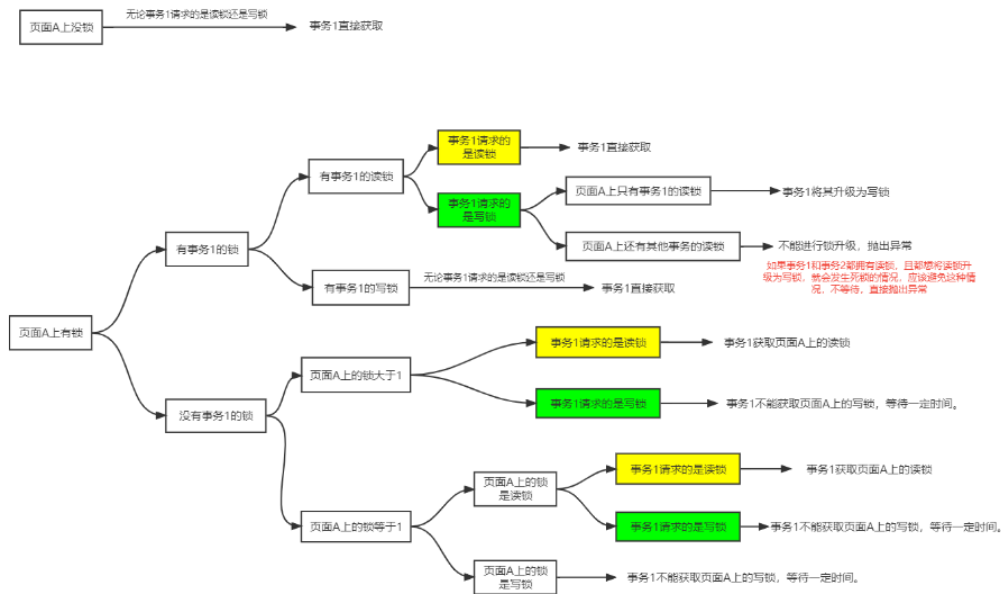 页面A上没锁
无论事务1请求的是读锁还是写锁
事务1直接获取
事务1请求的
是读锁
事务1直接获取
有事务1的读锁
事务1请求的
是写锁
页面A上只有事务1的读锁
事务1将其升级为写锁
有事务1的锁
页面A上还有其他事务的读锁
不能进行锁升级，抛出异常
如果事务1和事务2都拥有读锁，且都想将读锁升
级为写锁，就会发生死锁的情况，应该避免这种情
况，不等待，直接抛出异常
有事务1的写锁
无论事务1请求的是读锁还是写锁
事务1直接获取
页面A上有锁
事务1请求的是读锁
事务1获取页面A上的读锁
页面A上的锁大于1
没有事务1的锁
事务1请求的是写锁
事务1不能获取页面A上的写锁，等待一定时间。
页面A上的锁
是读锁
事务1请求的是读锁
事务1获取页面A上的读锁
页面A上的锁等于1
事务1请求的是写锁
事务1不能获取页面A上的写锁，等待一定时间。
页面A上的锁
是写锁
事务1不能获取页面A上的写锁，等待一定时间。